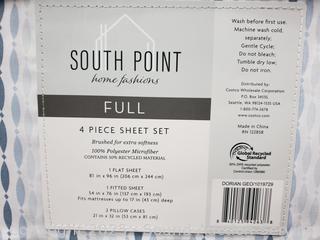 SOUTH POINT
home fashions
FULL
4 PIECE SHEET SET
Brushed for extra softness
100% Polyester Microfiber
CONTAINS 50% RECYCLED MATERIAL
1 FLAT SHEET
81 in x 96 in (206 cm x 244 cm)
1 FITTED SHEET
54 in x 76 in (137 cm x 193 cm)
Fits mattresses up to 17 in (43 cm) deep
2 PILLOW CASES
21 in x 32 in (53 cm x 81 cm)
Wash before first use.
Machine wash cold,
separately;
Gentle Cycle;
Do not bleach;
Tumble dry low;
Do not iron.
Distributed by:
Costco Wholesale Corporation
P.O. Box 34535
Seattle, WA 98124-1535 USA
1-800-774-2678
www.costco.com
Made in China
RN 122858
Global Recycled
Standard
DORIAN GEO/1019729